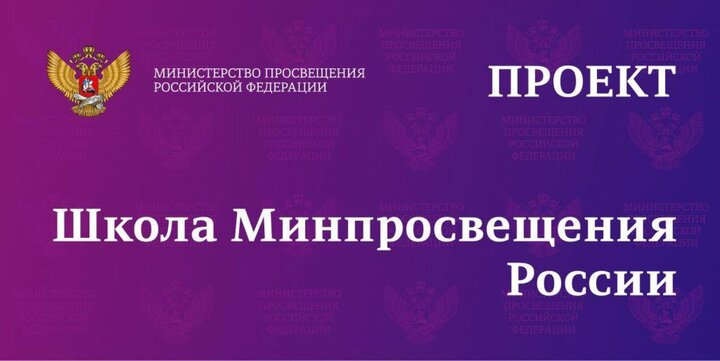 МИНИСТЕРСТВО ПРОСВЕЩЕНИЯ
РОССИЙСКОЙ ФЕДЕРАЦИИ
ПРОЕКТ
Школа Минпросвещения
России